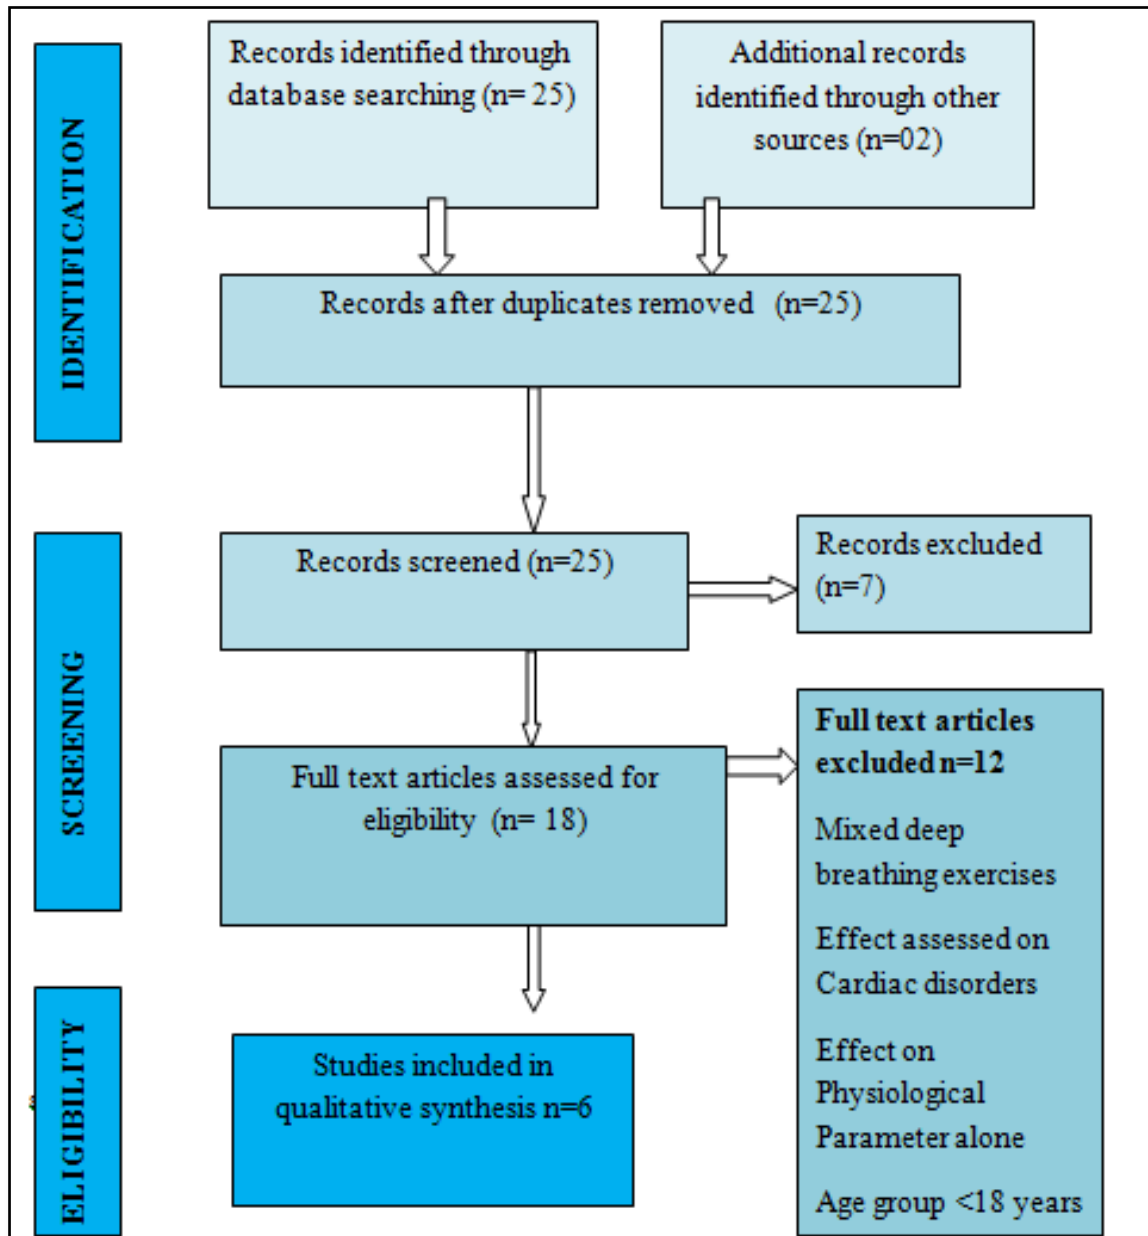 IDENTIFICATION
Records identified through
database searching (n= 25)
Additional records
identified through other
sources (n=02)
Records after duplicates removed (n=25)
SCREENING
Records screened (n=25)
Records excluded
(n=7)
Full text articles assessed for
eligibility (n= 18)
Full text articles
excluded n=12
Mixed deep
breathing exercises
Effect assessed on
Cardiac disorders
Effect on
Physiological
Parameter alone
Age group <18 years
ELIGIBILITY
Studies included in
qualitative synthesis n=6